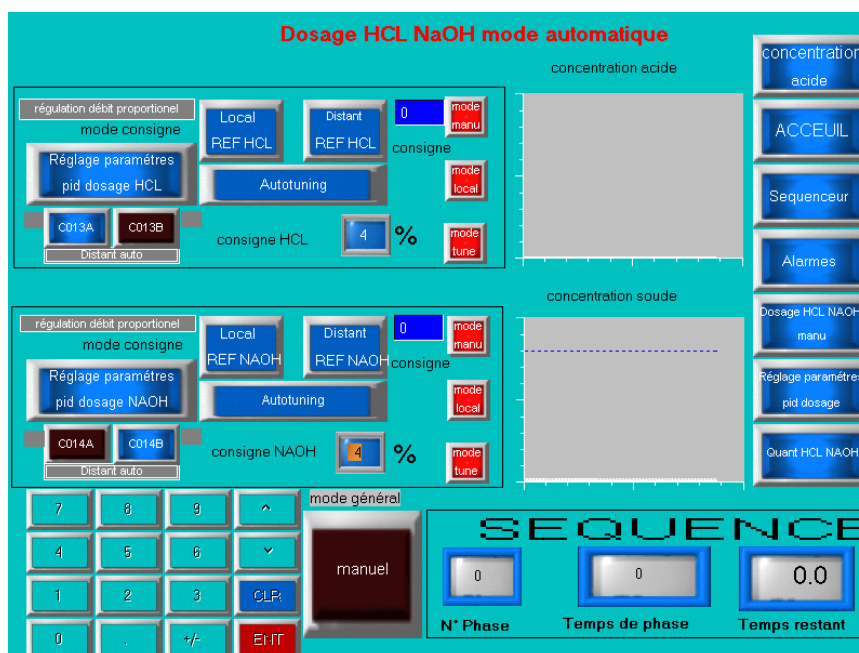 Dosage HCL NaOH mode automatique
régulation débit proportionel
mode consigne
Réglage paramétres
pid dosage HCL
Local
REF HCL
Distant
REF HCL
0
consigne
mode
manu
Autotuning
mode
local
C013A
C013B
Distant auto
consigne HCL
4
%
mode
tune
concentration acide
régulation débit proportionel
mode consigne
Réglage paramétres
pid dosage NAOH
Local
REF NAOH
Distant
REF NAOH
0
consigne
mode
manu
Autotuning
mode
local
C014A
C014B
Distant auto
consigne NAOH
4
%
mode
tune
concentration soude
concentration
acide
ACCEUIL
Sequenceur
Alarmes
Dosage HCL NAOH
manu
Réglage paramétre
pid dosage
Quant HCL NAOH
7
8
9
^
4
5
6
1
2
3
CLR
0
.
+/-
ENT
mode général
manuel
SEQUENCE
0
N° Phase
0
Temps de phase
0.0
Temps restant